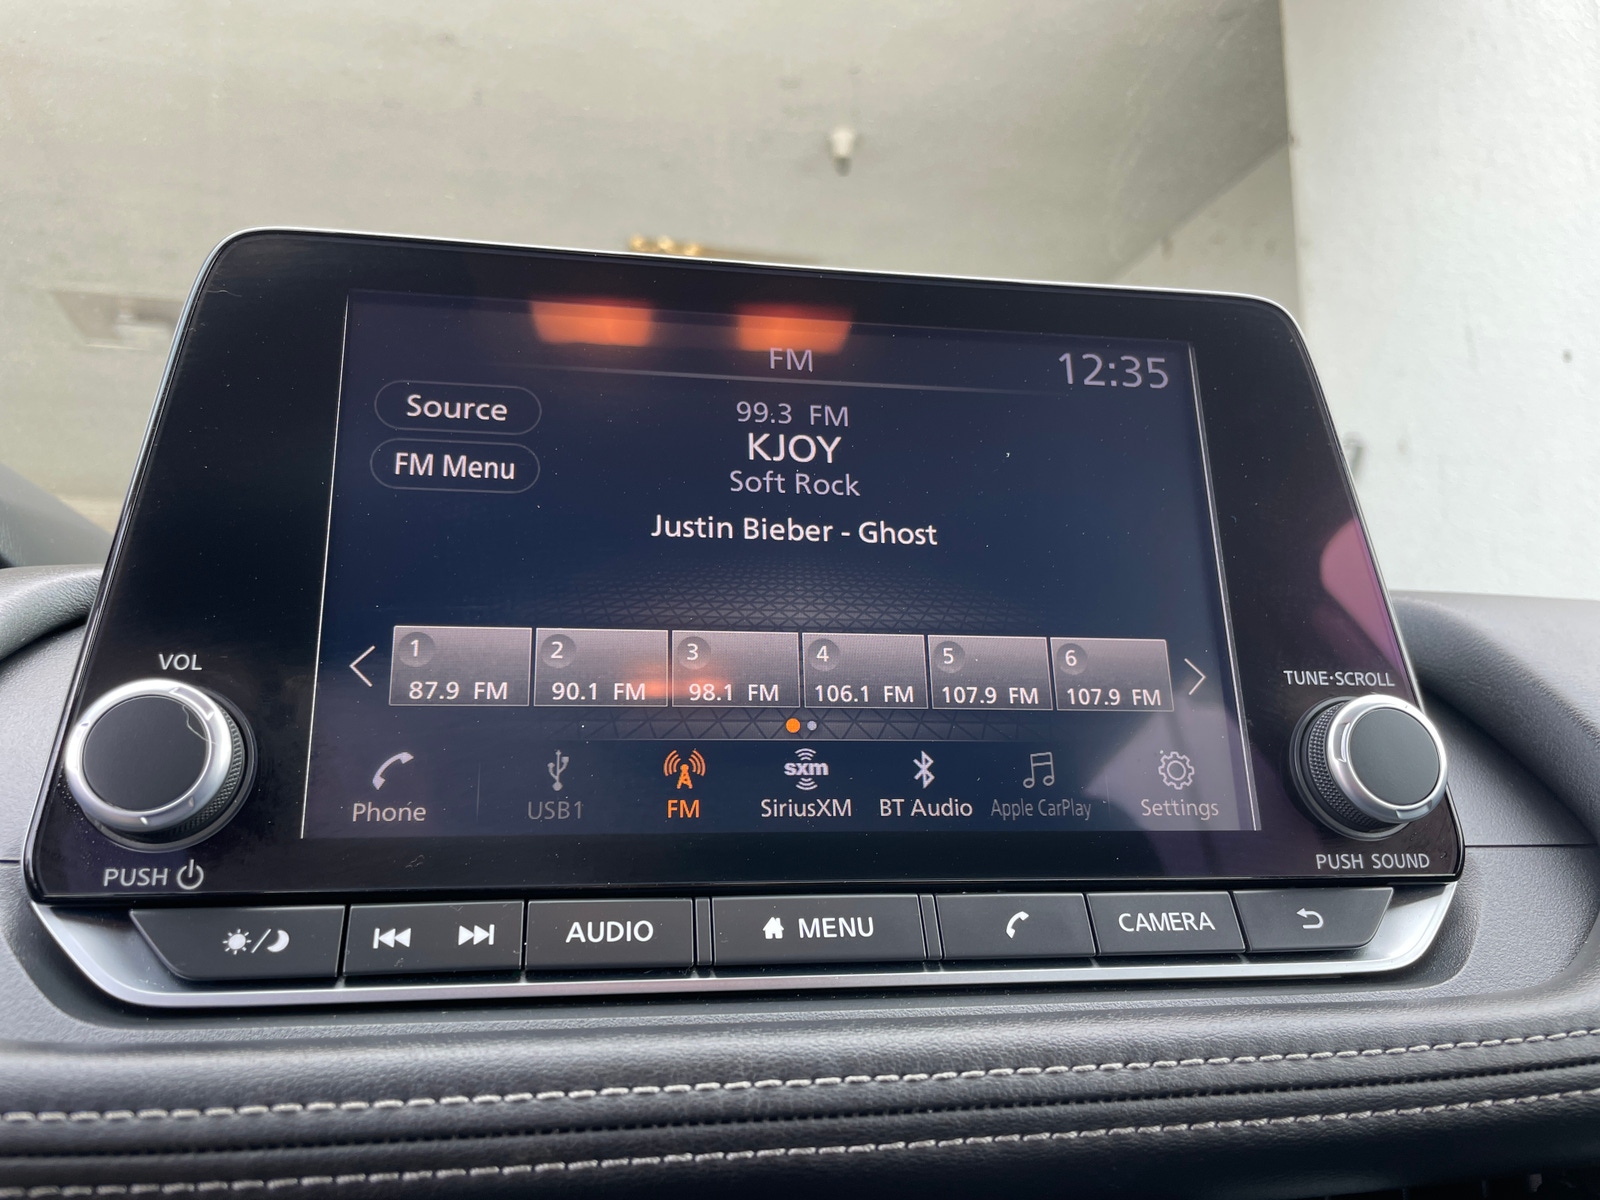 FM
12:35
Source
FM Menu
99.3 FM
KJOY
Soft Rock
Justin Bieber - Ghost
1
87.9 FM
2
90.1 FM
3
98.1 FM
4
106.1 FM
5
107.9 FM
6
107.9 FM
Phone
USB1
FM
sxm
SiriusXM
BT Audio
Apple CarPlay
Settings
VOL
PUSH
TUNE·SCROLL
PUSH SOUND
AUDIO
MENU
CAMERA